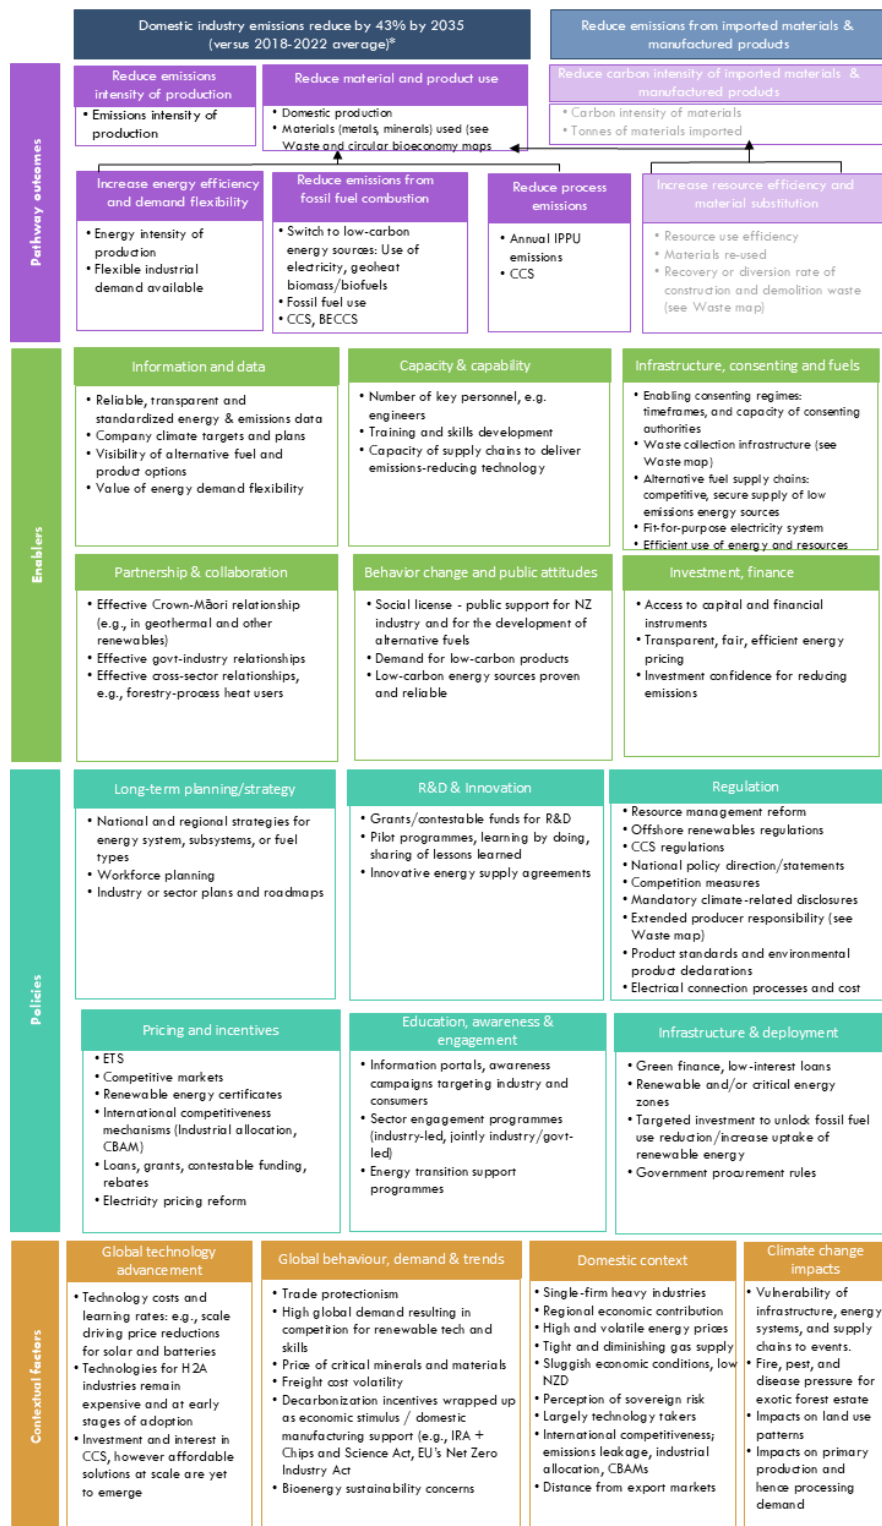 Domestic industry emissions reduce by 43% by 2035
(versus 2018-2022 average)*
Reduce emissions from imported materials &
manufactured products
Pathway outcomes
Reduce emissions
intensity of production
• Emissions intensity of
production
Reduce material and product use
• Domestic production
• Materials (metals, minerals) used (see
Waste and circular bioeconomy maps
Reduce carbon intensity of imported materials &
manufactured products
• Carbon intensity of materials
• Tonnes of materials imported
Increase energy efficiency
and demand flexibility
• Energy intensity of
production
• Flexible industrial
demand available
Reduce emissions from
fossil fuel combustion
• Switch to low-carbon
energy sources: Use of
electricity, geoheat
biomass/biofuels
• Fossil fuel use
• CCS, BECCS
Reduce process
emissions
• Annual IPPU
emissions
• CCS
Increase resource efficiency and
material substitution
• Resource use efficiency
• Materials re-used
• Recovery or diversion rate of
construction and demolition waste
(see Waste map)
Enablers
Information and data
• Reliable, transparent and
standardized energy & emissions data
• Company climate targets and plans
• Visibility of alternative fuel and
product options
• Value of energy demand flexibility
Capacity & capability
• Number of key personnel, e.g.
engineers
• Training and skills development
• Capacity of supply chains to deliver
emissions-reducing technology
Infrastructure, consenting and fuels
• Enabling consenting regimes:
timeframes, and capacity of consenting
authorities
• Waste collection infrastructure (see
Waste map)
• Alternative fuel supply chains:
competitive, secure supply of low
emissions energy sources
• Fit-for-purpose electricity system
• Efficient use of energy and resources
Partnership & collaboration
• Effective Crown-Māori relationship
(e.g., in geothermal and other
renewables)
• Effective govt-industry relationships
• Effective cross-sector relationships,
e.g., forestry-process heat users
Behavior change and public attitudes
• Social license - public support for NZ
industry and for the development of
alternative fuels
• Demand for low-carbon products
• Low-carbon energy sources proven
and reliable
Investment, finance
• Access to capital and financial
instruments
• Transparent, fair, efficient energy
pricing
• Investment confidence for reducing
emissions
Policies
Long-term planning/strategy
• National and regional strategies for
energy system, subsystems, or fuel
types
• Workforce planning
• Industry or sector plans and roadmaps
R&D & Innovation
• Grants/contestable funds for R&D
• Pilot programmes, learning by doing,
sharing of lessons learned
• Innovative energy supply agreements
Regulation
• Resource management reform
• Offshore renewables regulations
• CCS regulations
• National policy direction/statements
• Competition measures
• Mandatory climate-related disclosures
• Extended producer responsibility (see
Waste map)
• Product standards and environmental
product declarations
• Electrical connection processes and cost
Pricing and incentives
• ETS
• Competitive markets
• Renewable energy certificates
• International competitiveness
mechanisms (Industrial allocation,
CBAM)
• Loans, grants, contestable funding,
rebates
• Electricity pricing reform
Education, awareness &
engagement
• Information portals, awareness
campaigns targeting industry and
consumers
• Sector engagement programmes
(industry-led, jointly industry/govt-
led)
• Energy transition support
programmes
Infrastructure & deployment
• Green finance, low-interest loans
• Renewable and/or critical energy
zones
• Targeted investment to unlock fossil fuel
use reduction/increase uptake of
renewable energy
• Government procurement rules
Contextual factors
Global technology
advancement
• Technology costs and
learning rates: e.g., scale
driving price reductions
for solar and batteries
• Technologies for H2A
industries remain
expensive and at early
stages of adoption
• Investment and interest in
CCS, however affordable
solutions at scale are yet
to emerge
Global behaviour, demand & trends
• Trade protectionism
• High global demand resulting in
competition for renewable tech and
skills
• Price of critical minerals and materials
• Freight cost volatility
• Decarbonization incentives wrapped up
as economic stimulus / domestic
manufacturing support (e.g., IRA +
Chips and Science Act, EU's Net Zero
Industry Act
• Bioenergy sustainability concerns
Domestic context
• Single-firm heavy industries
• Regional economic contribution
• High and volatile energy prices
• Tight and diminishing gas supply
• Sluggish economic conditions, low
NZD
• Perception of sovereign risk
• Largely technology takers
• International competitiveness;
emissions leakage, industrial
allocation, CBAMs
• Distance from export markets
Climate change
impacts
• Vulnerability of
infrastructure, energy
systems, and supply
chains to events.
• Fire, pest, and
disease pressure for
exotic forest estate
• Impacts on land use
patterns
• Impacts on primary
production and
hence processing
demand